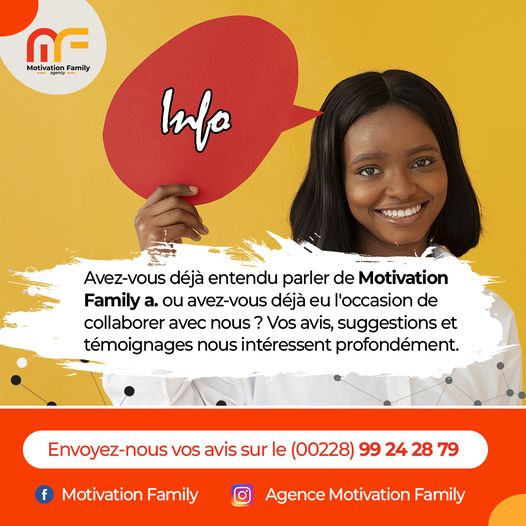 MF
Motivation Family
agency
Info
Avez-vous déjà entendu parler de Motivation
Family a. ou avez-vous déjà eu l'occasion de
collaborer avec nous ? Vos avis, suggestions et
témoignages nous intéressent profondément.
Envoyez-nous vos avis sur le (00228) 99 24 28 79
Motivation Family
Agence Motivation Family